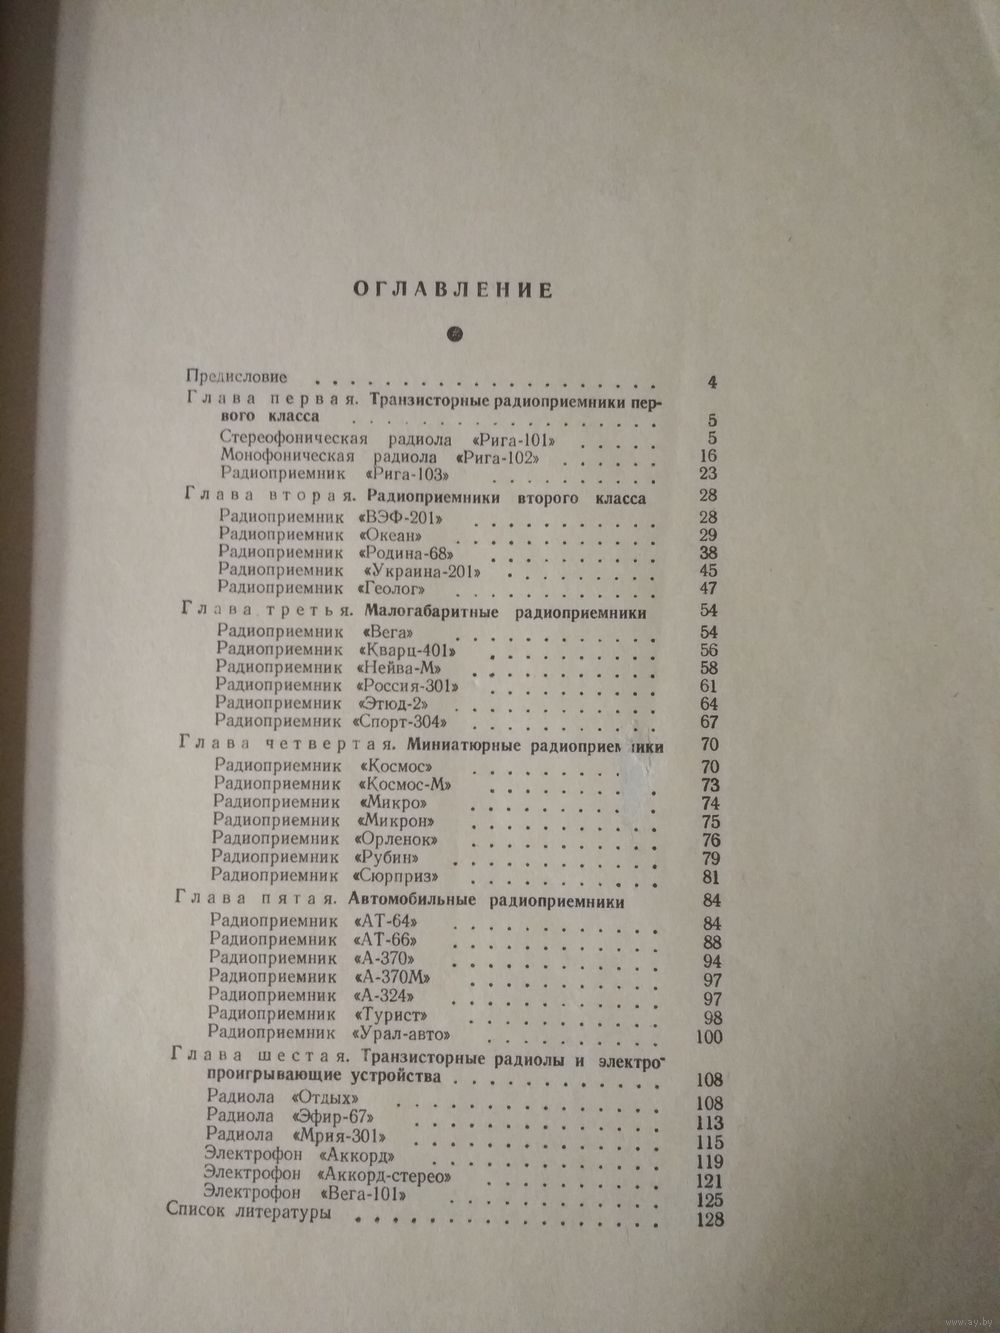 ОГЛАВЛЕНИЕ
Предисловие . . . . . . . . . . . . . . . . . . . . 4
Глава первая. Транзисторные радиоприемники пер-
вого класса . . . . . . . . . . . . . . . . . . 5
Стереофоническая радиола «Рига-101» . . . . . 5
Монофоническая радиола «Рига-102» . . . . . . 16
Радиоприемник «Рига-103» . . . . . . . . . . 23
Глава вторая. Радиоприемники второго класса 28
Радиоприемник «ВЭФ-201» . . . . . . . . . . . 28
Радиоприемник «Океан» . . . . . . . . . . . . 29
Радиоприемник «Родина-68» . . . . . . . . . . 38
Радиоприемник «Украина-201» . . . . . . . . . 45
Радиоприемник «Геолог» . . . . . . . . . . . . 47
Глава третья. Малогабаритные радиоприемники 54
Радиоприемник «Вега» . . . . . . . . . . . . 54
Радиоприемник «Кварц-401» . . . . . . . . . . 56
Радиоприемник «Нейва-М» . . . . . . . . . . . 58
Радиоприемник «Россия-301» . . . . . . . . . . 61
Радиоприемник «Этюд-2» . . . . . . . . . . . . 64
Радиоприемник «Спорт-304» . . . . . . . . . . . 67
Глава четвертая. Миниатюрные радиоприемники 70
Радиоприемник «Космос» . . . . . . . . . 70
Радиоприемник «Космос-М» . . . . . . . . . 73
Радиоприемник «Микро» . . . . . . . . . . . 74
Радиоприемник «Микрон» . . . . . . . . . . . 75
Радиоприемник «Орленок» . . . . . . . . . . . 76
Радиоприемник «Рубин» . . . . . . . . . . . . 79
Радиоприемник «Сюрприз» . . . . . . . . . . . 81
Глава пятая. Автомобильные радиоприемники 84
Радиоприемник «АТ-64» . . . . . . . . . . . . 84
Радиоприемник «АТ-66» . . . . . . . . . . . . 88
Радиоприемник «А-370» . . . . . . . . . . . . 94
Радиоприемник «А-370М» . . . . . . . . . . . 97
Радиоприемник «А-324» . . . . . . . . . . . . 97
Радиоприемник «Турист» . . . . . . . . . . . 98
Радиоприемник «Урал-авто» . . . . . . . . . . 100
Глава шестая. Транзисторные радиолы и электро-
проигрывающие устройства . . . . . . . . . . . . 108
Радиола «Отдых» . . . . . . . . . . . . . . . 108
Радиола «Эфир-67» . . . . . . . . . . . . . . 113
Радиола «Мрия-301» . . . . . . . . . . . . . . 115
Электрофон «Аккорд» . . . . . . . . . . . . . 119
Электрофон «Аккорд-стерео» . . . . . . . . . . 121
Электрофон «Вега-101» . . . . . . . . . . . . 125
Список литературы . . . . . . . . . . . . . . . . . 128
www.ay.by